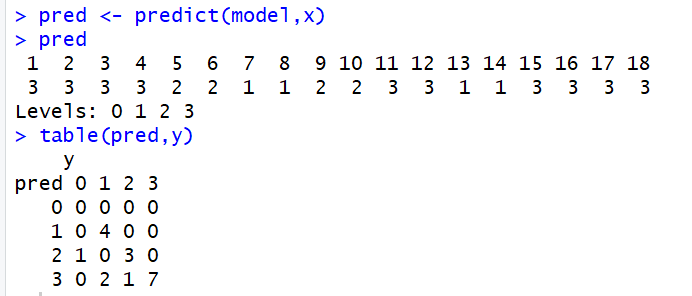 > pred <- predict(model,x)
> pred
1 2 3 4 5 6 7 8 9 10 11 12 13 14 15 16 17 18
3 3 3 3 2 2 1 1 2 2 3 3 1 1 3 3 3 3
Levels: 0 1 2 3
> table(pred,y)
y
pred 0 1 2 3
0 0 0 0 0
1 0 4 0 0
2 1 0 3 0
3 0 2 1 7